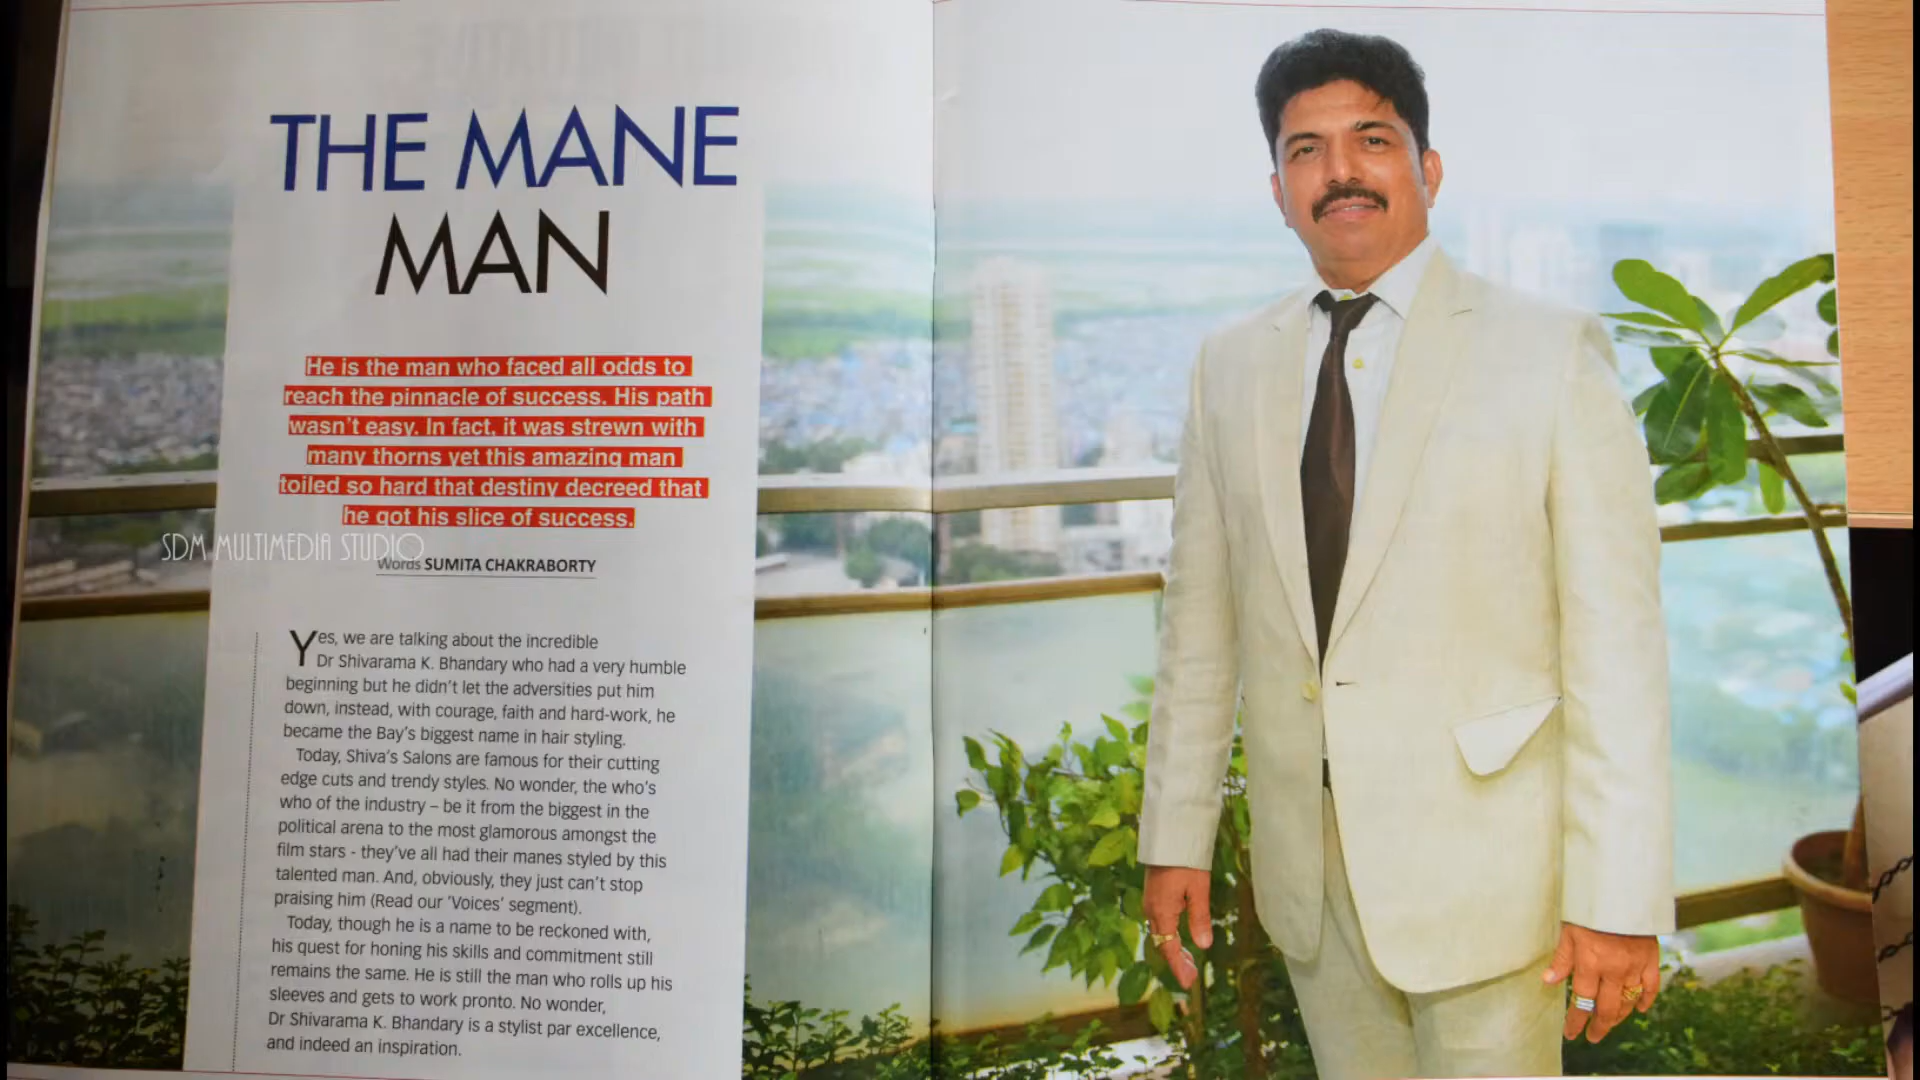 THE MANE
MAN
He is the man who faced all odds to
reach the pinnacle of success. His path
wasn't easy. In fact, it was strewn with
many thorns yet this amazing man
toiled so hard that destiny decreed that
he got his slice of success.
SDM MULTIMEDIA STUDIO
Words SUMITA CHAKRABORTY
Yes, we are talking about the incredible
Dr Shivarama K. Bhandary who had a very humble
beginning but he didn't let the adversities put him
down, instead, with courage, faith and hard-work, he
became the Bay's biggest name in hair styling.
Today, Shiva's Salons are famous for their cutting
edge cuts and trendy styles. No wonder, the who's
who of the industry – be it from the biggest in the
political arena to the most glamorous amongst the
film stars - they've all had their manes styled by this
talented man. And, obviously, they just can't stop
praising him (Read our 'Voices' segment).
Today, though he is a name to be reckoned with,
his quest for honing his skills and commitment still
remains the same. He is still the man who rolls up his
sleeves and gets to work pronto. No wonder,
Dr Shivarama K. Bhandary is a stylist par excellence,
and indeed an inspiration.